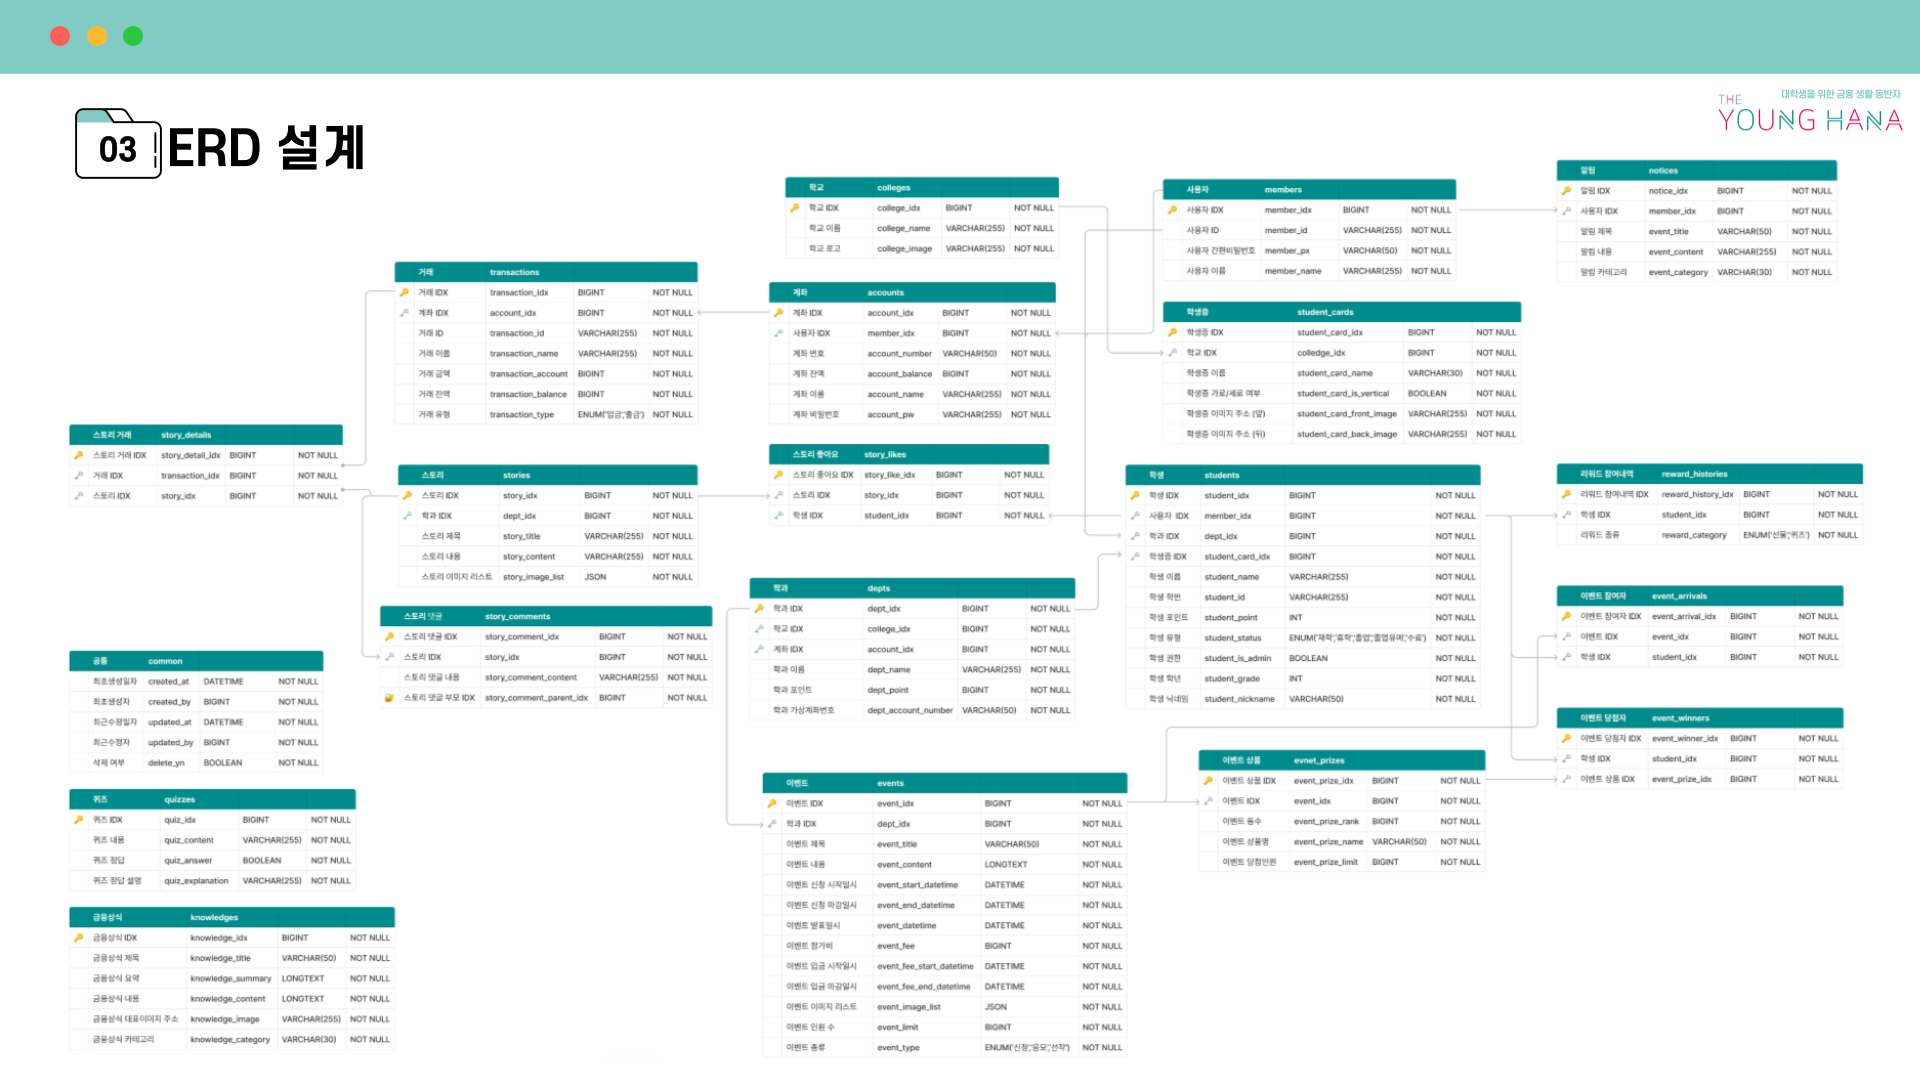 03 ERD 설계
대학생을 위한 금융 생활 동반자
THE
YOUNG HANA
학교 colleges
학교 IDX college_idx BIGINT NOT NULL
학교 이름 college_name VARCHAR(255) NOT NULL
학교 로고 college_image VARCHAR(255) NOT NULL
사용자 members
사용자 IDX member_idx BIGINT NOT NULL
사용자 ID member_id VARCHAR(255) NOT NULL
사용자 간편비밀번호 member_px VARCHAR(50) NOT NULL
사용자 이름 member_name VARCHAR(255) NOT NULL
알림 notices
알림 IDX notice_idx BIGINT NOT NULL
사용자 IDX member_idx BIGINT NOT NULL
알림 제목 event_title VARCHAR(50) NOT NULL
알림 내용 event_content VARCHAR(255) NOT NULL
알림 카테고리 event_category VARCHAR(30) NOT NULL
거래 transactions
거래 IDX transaction_idx BIGINT NOT NULL
계좌 IDX account_idx BIGINT NOT NULL
거래 ID transaction_id VARCHAR(255) NOT NULL
거래 이름 transaction_name VARCHAR(255) NOT NULL
거래 금액 transaction_account BIGINT NOT NULL
거래 잔액 transaction_balance BIGINT NOT NULL
거래 유형 transaction_type ENUM('입금','출금') NOT NULL
계좌 accounts
계좌 IDX account_idx BIGINT NOT NULL
사용자 IDX member_idx BIGINT NOT NULL
계좌 번호 account_number VARCHAR(50) NOT NULL
계좌 잔액 account_balance BIGINT NOT NULL
계좌 이름 account_name VARCHAR(255) NOT NULL
계좌 비밀번호 account_pw VARCHAR(255) NOT NULL
학생증 student_cards
학생증 IDX student_card_idx BIGINT NOT NULL
학교 IDX colledge_idx BIGINT NOT NULL
학생증 이름 student_card_name VARCHAR(30) NOT NULL
학생증 가로/세로 여부 student_card_is_vertical BOOLEAN NOT NULL
학생증 이미지 주소 (앞) student_card_front_image VARCHAR(255) NOT NULL
학생증 이미지 주소 (뒤) student_card_back_image VARCHAR(255) NOT NULL
스토리 거래 story_details
스토리 거래 IDX story_detail_idx BIGINT NOT NULL
거래 IDX transaction_idx BIGINT NOT NULL
스토리 IDX story_idx BIGINT NOT NULL
스토리 stories
스토리 IDX story_idx BIGINT NOT NULL
학과 IDX dept_idx BIGINT NOT NULL
스토리 제목 story_title VARCHAR(255) NOT NULL
스토리 내용 story_content VARCHAR(255) NOT NULL
스토리 이미지 리스트 story_image_list JSON NOT NULL
스토리 좋아요 story_likes
스토리 좋아요 IDX story_like_idx BIGINT NOT NULL
스토리 IDX story_idx BIGINT NOT NULL
학생 IDX student_idx BIGINT NOT NULL
학생 students
학생 IDX student_idx BIGINT NOT NULL
사용자 IDX member_idx BIGINT NOT NULL
학과 IDX dept_idx BIGINT NOT NULL
학생증 IDX student_card_idx BIGINT NOT NULL
학생 이름 student_name VARCHAR(255) NOT NULL
학생 학번 student_id VARCHAR(255) NOT NULL
학생 포인트 student_point INT NOT NULL
학생 유형 student_status ENUM('재학','휴학','졸업','졸업유예','수료') NOT NULL
학생 권한 student_is_admin BOOLEAN NOT NULL
학생 학년 student_grade INT NOT NULL
학생 닉네임 student_nickname VARCHAR(50) NOT NULL
리워드 참여내역 reward_histories
리워드 참여내역 IDX reward_history_idx BIGINT NOT NULL
학생 IDX student_idx BIGINT NOT NULL
리워드 종류 reward_category ENUM('선물','퀴즈') NOT NULL
스토리 댓글 story_comments
스토리 댓글 IDX story_comment_idx BIGINT NOT NULL
스토리 IDX story_idx BIGINT NOT NULL
스토리 댓글 내용 story_comment_content VARCHAR(255) NOT NULL
스토리 댓글 부모 IDX story_comment_parent_idx BIGINT NOT NULL
학과 depts
학과 IDX dept_idx BIGINT NOT NULL
학교 IDX college_idx BIGINT NOT NULL
계좌 IDX account_idx BIGINT NOT NULL
학과 이름 dept_name VARCHAR(255) NOT NULL
학과 포인트 dept_point BIGINT NOT NULL
학과 가상계좌번호 dept_account_number VARCHAR(50) NOT NULL
이벤트 참여자 event_arrivals
이벤트 참여자 IDX event_arrival_idx BIGINT NOT NULL
이벤트 IDX event_idx BIGINT NOT NULL
학생 IDX student_idx BIGINT NOT NULL
공통 common
최초생성일자 created_at DATETIME NOT NULL
최초생성자 created_by BIGINT NOT NULL
최근수정일자 updated_at DATETIME NOT NULL
최근수정자 updated_by BIGINT NOT NULL
삭제 여부 delete_yn BOOLEAN NOT NULL
이벤트 당첨자 event_winners
이벤트 당첨자 IDX event_winner_idx BIGINT NOT NULL
학생 IDX student_idx BIGINT NOT NULL
이벤트 상품 IDX event_prize_idx BIGINT NOT NULL
이벤트 상품 evnet_prizes
이벤트 상품 IDX event_prize_idx BIGINT NOT NULL
이벤트 IDX event_idx BIGINT NOT NULL
이벤트 등수 event_prize_rank BIGINT NOT NULL
이벤트 상품명 event_prize_name VARCHAR(50) NOT NULL
이벤트 당첨인원 event_prize_limit BIGINT NOT NULL
이벤트 events
이벤트 IDX event_idx BIGINT NOT NULL
학과 IDX dept_idx BIGINT NOT NULL
이벤트 제목 event_title VARCHAR(50) NOT NULL
이벤트 내용 event_content LONGTEXT NOT NULL
이벤트 신청 시작일시 event_start_datetime DATETIME NOT NULL
이벤트 신청 마감일시 event_end_datetime DATETIME NOT NULL
이벤트 발표일시 event_datetime DATETIME NOT NULL
이벤트 참가비 event_fee BIGINT NOT NULL
이벤트 입금 시작일시 event_fee_start_datetime DATETIME NOT NULL
이벤트 입금 마감일시 event_fee_end_datetime DATETIME NOT NULL
이벤트 이미지 리스트 event_image_list JSON NOT NULL
이벤트 인원 수 event_limit BIGINT NOT NULL
이벤트 종류 event_type ENUM('신청','응모','선착') NOT NULL
퀴즈 quizzes
퀴즈 IDX quiz_idx BIGINT NOT NULL
퀴즈 내용 quiz_content VARCHAR(255) NOT NULL
퀴즈 정답 quiz_answer BOOLEAN NOT NULL
퀴즈 정답 설명 quiz_explanation VARCHAR(255) NOT NULL
금융상식 knowledges
금융상식 IDX knowledge_idx BIGINT NOT NULL
금융상식 제목 knowledge_title VARCHAR(50) NOT NULL
금융상식 요약 knowledge_summary LONGTEXT NOT NULL
금융상식 내용 knowledge_content LONGTEXT NOT NULL
금융상식 대표이미지 주소 knowledge_image VARCHAR(255) NOT NULL
금융상식 카테고리 knowledge_category VARCHAR(30) NOT NULL